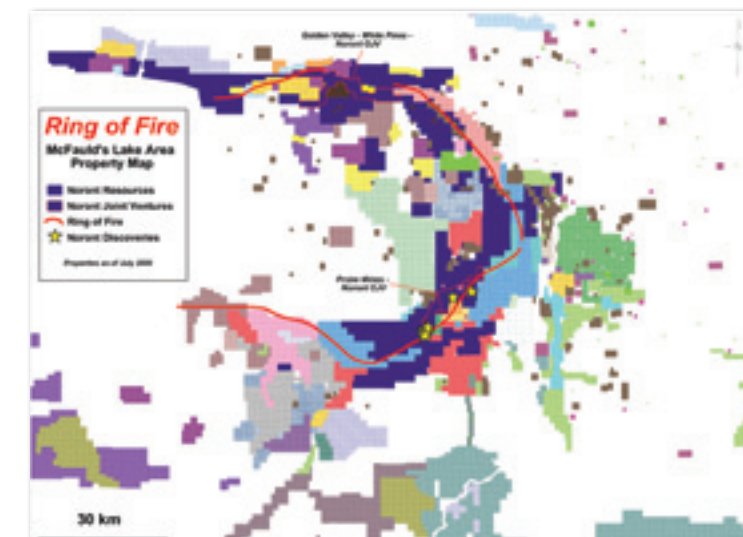 Golden Valley - White Pines -
Noront OJV
Ring of Fire
McFauld's Lake Area
Property Map
Noront Resources
Noront Joint Ventures
Ring of Fire
Noront Discoveries
Properties as of July 2009
Probe Mines -
Noront OJV
30 km